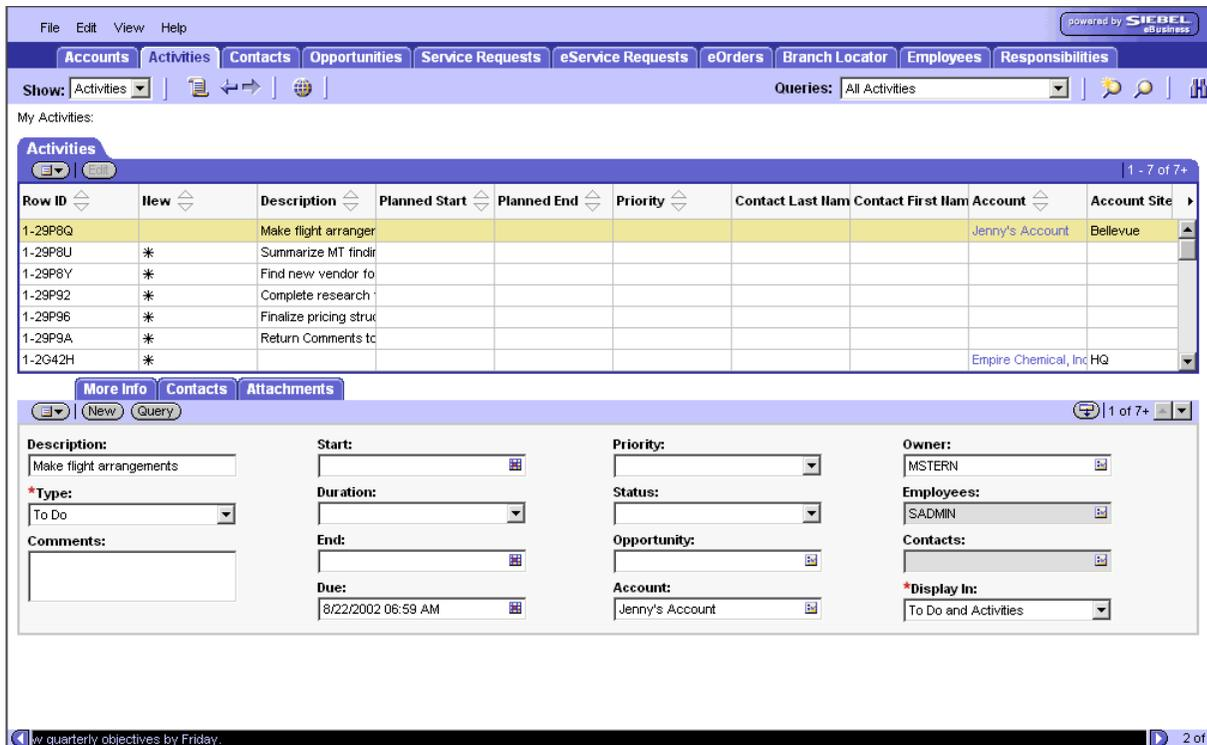 File Edit View Help
powered by SIEBEL eBusiness
Accounts Activities Contacts Opportunities Service Requests eService Requests eOrders Branch Locator Employees Responsibilities
Show: Activities Queries: All Activities
My Activities:
Activities
Edit 1 - 7 of 7+
Row ID New Description Planned Start Planned End Priority Contact Last Nam Contact First Nam Account Account Site
1-29P8Q Make flight arranger Jenny's Account Bellevue
1-29P8U * Summarize MT findin
1-29P8Y * Find new vendor fo
1-29P92 * Complete research
1-29P96 * Finalize pricing stru
1-29P9A * Return Comments to
1-2G42H * Empire Chemical, Inc HQ
More Info Contacts Attachments
New Query 1 of 7+
Description: Start: Priority: Owner:
Make flight arrangements MSTERN
*Type: Duration: Status: Employees:
To Do SADMIN
Comments: End: Opportunity: Contacts:
Due: Account: *Display In:
8/22/2002 06:59 AM Jenny's Account To Do and Activities
w quarterly objectives by Friday. 2 of